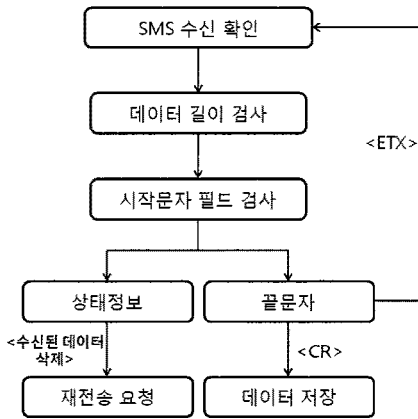 SMS 수신 확인
데이터 길이 검사
<ETX>
시작문자 필드 검사
상태정보
끝문자
<수신된 데이터
삭제>
<CR>
재전송 요청
데이터 저장